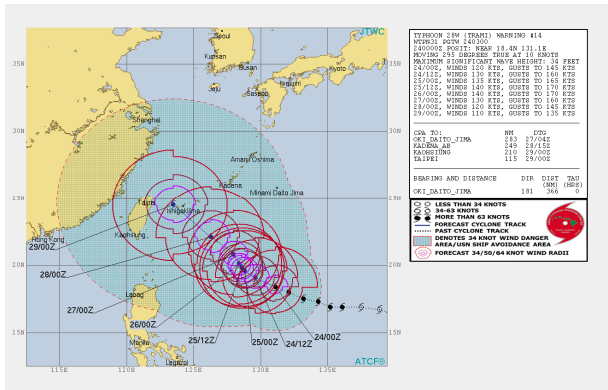 JTWC
TYPHOON 28W (TRAMI) WARNING #14
WTPN31 PGTW 240300
240000Z POSIT: NEAR 18.4N 131.1E
MOVING 295 DEGREES TRUE AT 10 KNOTS
MAXIMUM SIGNIFICANT WAVE HEIGHT: 34 FEET
24/00Z, WINDS 120 KTS, GUSTS TO 145 KTS
24/12Z, WINDS 130 KTS, GUSTS TO 160 KTS
25/00Z, WINDS 135 KTS, GUSTS TO 165 KTS
25/12Z, WINDS 140 KTS, GUSTS TO 170 KTS
26/00Z, WINDS 140 KTS, GUSTS TO 170 KTS
27/00Z, WINDS 130 KTS, GUSTS TO 160 KTS
28/00Z, WINDS 120 KTS, GUSTS TO 145 KTS
29/00Z, WINDS 110 KTS, GUSTS TO 135 KTS
CPA TO: NM DTG
OKI_DAITO_JIMA 283 27/04Z
KADENA_AB 249 28/15Z
KAOHSIUNG 210 29/00Z
TAIPEI 115 29/00Z
BEARING AND DISTANCE DIR DIST TAU
(NM) (HRS)
OKI_DAITO_JIMA 181 366 0
LESS THAN 34 KNOTS
34-63 KNOTS
MORE THAN 63 KNOTS
FORECAST CYCLONE TRACK
PAST CYCLONE TRACK
DENOTES 34 KNOT WIND DANGER
AREA/USN SHIP AVOIDANCE AREA
FORECAST 34/50/64 KNOT WIND RADII
Seoul
Kunsan
Busan
Kyoto
Iwakuni
Jeju
Sasebo
35N
35N
30N
30N
Shanghai
Amami Oshima
Kadena
Minami Daito Jima
25N
25N
Taipei
Ishigakijima
Hong Kong
Kaohsiung
29/00Z
28/00Z
20N
20N
Laoag
27/00Z
26/00Z
25/12Z
25/00Z
24/12Z
24/00Z
15N
15N
Manila
Legazpi
ATCF®
115E
120E
125E
130E
135E